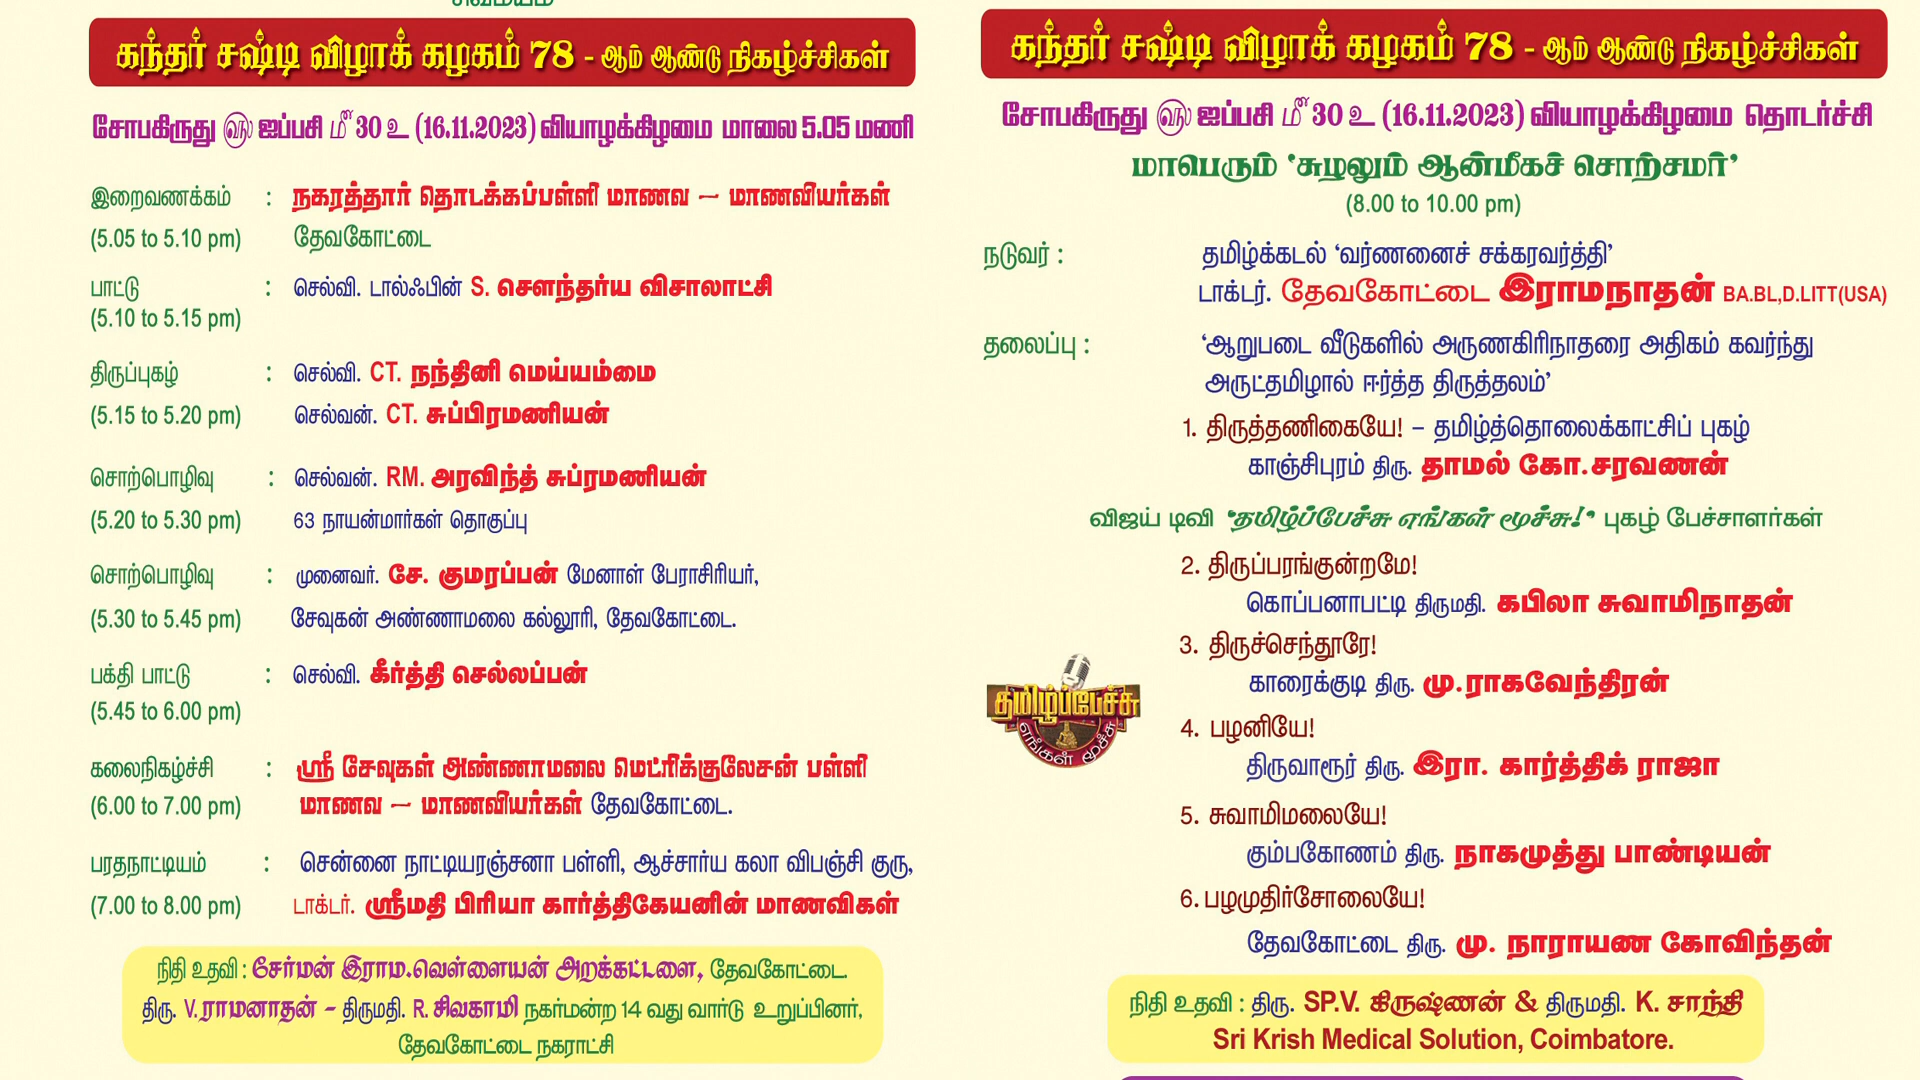 கந்தர் சஷ்டி விழாக் கழகம் 78 - ஆம் ஆண்டு நிகழ்ச்சிகள்
சோபகிருது ௵ ஐப்பசி ௴ 30 உ (16.11.2023) வியாழக்கிழமை மாலை 5.05 மணி
இறைவணக்கம் : நகரத்தார் தொடக்கப்பள்ளி மாணவ – மாணவியர்கள்
(5.05 to 5.10 pm) தேவகோட்டை
பாட்டு : செல்வி. டால்ஃபின் S. சௌந்தர்ய விசாலாட்சி
(5.10 to 5.15 pm)
திருப்புகழ் : செல்வி. CT. நந்தினி மெய்யம்மை
(5.15 to 5.20 pm) செல்வன். CT. சுப்பிரமணியன்
சொற்பொழிவு : செல்வன். RM. அரவிந்த் சுப்ரமணியன்
(5.20 to 5.30 pm) 63 நாயன்மார்கள் தொகுப்பு
சொற்பொழிவு : முனைவர். சே. குமரப்பன் மேனாள் பேராசிரியர்,
(5.30 to 5.45 pm) சேவுகன் அண்ணாமலை கல்லூரி, தேவகோட்டை.
பக்தி பாட்டு : செல்வி. கீர்த்தி செல்லப்பன்
(5.45 to 6.00 pm)
கலைநிகழ்ச்சி : ஸ்ரீ சேவுகள் அண்ணாமலை மெட்ரிக்குலேசன் பள்ளி
(6.00 to 7.00 pm) மாணவ – மாணவியர்கள் தேவகோட்டை.
பரதநாட்டியம் : சென்னை நாட்டியரஞ்சனா பள்ளி, ஆச்சார்ய கலா விபஞ்சி குரு,
(7.00 to 8.00 pm) டாக்டர். ஸ்ரீமதி பிரியா கார்த்திகேயனின் மாணவிகள்
நிதி உதவி : சேர்மன் இராம.வெள்ளையன் அறக்கட்டளை, தேவகோட்டை.
திரு. V.ராமனாதன் - திருமதி. R. சிவகாமி நகர்மன்ற 14 வது வார்டு உறுப்பினர்,
தேவகோட்டை நகராட்சி
கந்தர் சஷ்டி விழாக் கழகம் 78 - ஆம் ஆண்டு நிகழ்ச்சிகள்
சோபகிருது ௵ ஐப்பசி ௴ 30 உ (16.11.2023) வியாழக்கிழமை தொடர்ச்சி
மாபெரும் 'சுழலும் ஆன்மீகச் சொற்சமர்'
(8.00 to 10.00 pm)
நடுவர் : தமிழ்க்கடல் 'வர்ணனைச் சக்கரவர்த்தி'
டாக்டர். தேவகோட்டை இராமநாதன் BA.BL,D.LITT(USA)
தலைப்பு : 'ஆறுபடை வீடுகளில் அருணகிரிநாதரை அதிகம் கவர்ந்து
அருட்தமிழால் ஈர்த்த திருத்தலம்'
1. திருத்தணிகையே! – தமிழ்த்தொலைக்காட்சிப் புகழ்
காஞ்சிபுரம் திரு. தாமல் கோ.சரவணன்
விஜய் டிவி 'தமிழ்ப்பேச்சு எங்கள் மூச்சு!' புகழ் பேச்சாளர்கள்
2. திருப்பரங்குன்றமே!
கொப்பனாபட்டி திருமதி. கபிலா சுவாமிநாதன்
3. திருச்செந்தூரே!
காரைக்குடி திரு. மு.ராகவேந்திரன்
தமிழ்ப்பேச்சு
எங்கள் மூச்சு
4. பழனியே!
திருவாரூர் திரு. இரா. கார்த்திக் ராஜா
5. சுவாமிமலையே!
கும்பகோணம் திரு. நாகமுத்து பாண்டியன்
6. பழமுதிர்சோலையே!
தேவகோட்டை திரு. மு. நாராயண கோவிந்தன்
நிதி உதவி : திரு. SP.V. கிருஷ்ணன் & திருமதி. K. சாந்தி
Sri Krish Medical Solution, Coimbatore.